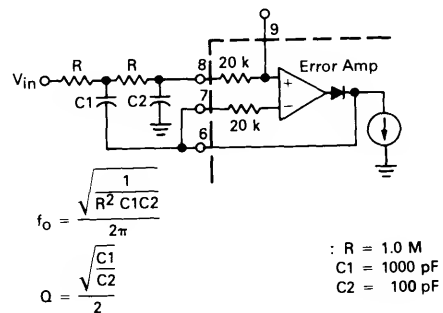 9
R
R
8
20 k
Error Amp
Vin
+
C1
C2
7
−
20 k
6
fo = √(1 / R² C1C2) / 2π
Q = √(C1 / C2) / 2
: R = 1.0 M
C1 = 1000 pF
C2 = 100 pF